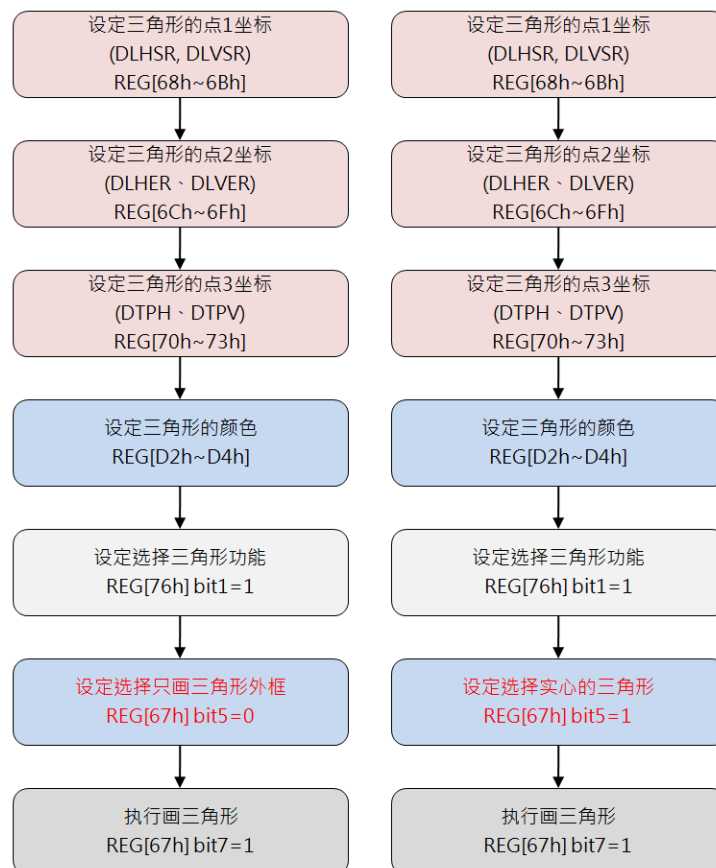 设定三角形的点1坐标
(DLHSR, DLVSR)
REG[68h~6Bh]
设定三角形的点2坐标
(DLHER、DLVER)
REG[6Ch~6Fh]
设定三角形的点3坐标
(DTPH、DTPV)
REG[70h~73h]
设定三角形的颜色
REG[D2h~D4h]
设定选择三角形功能
REG[76h] bit1=1
设定选择只画三角形外框
REG[67h] bit5=0
执行画三角形
REG[67h] bit7=1
设定三角形的点1坐标
(DLHSR, DLVSR)
REG[68h~6Bh]
设定三角形的点2坐标
(DLHER、DLVER)
REG[6Ch~6Fh]
设定三角形的点3坐标
(DTPH、DTPV)
REG[70h~73h]
设定三角形的颜色
REG[D2h~D4h]
设定选择三角形功能
REG[76h] bit1=1
设定选择实心的三角形
REG[67h] bit5=1
执行画三角形
REG[67h] bit7=1